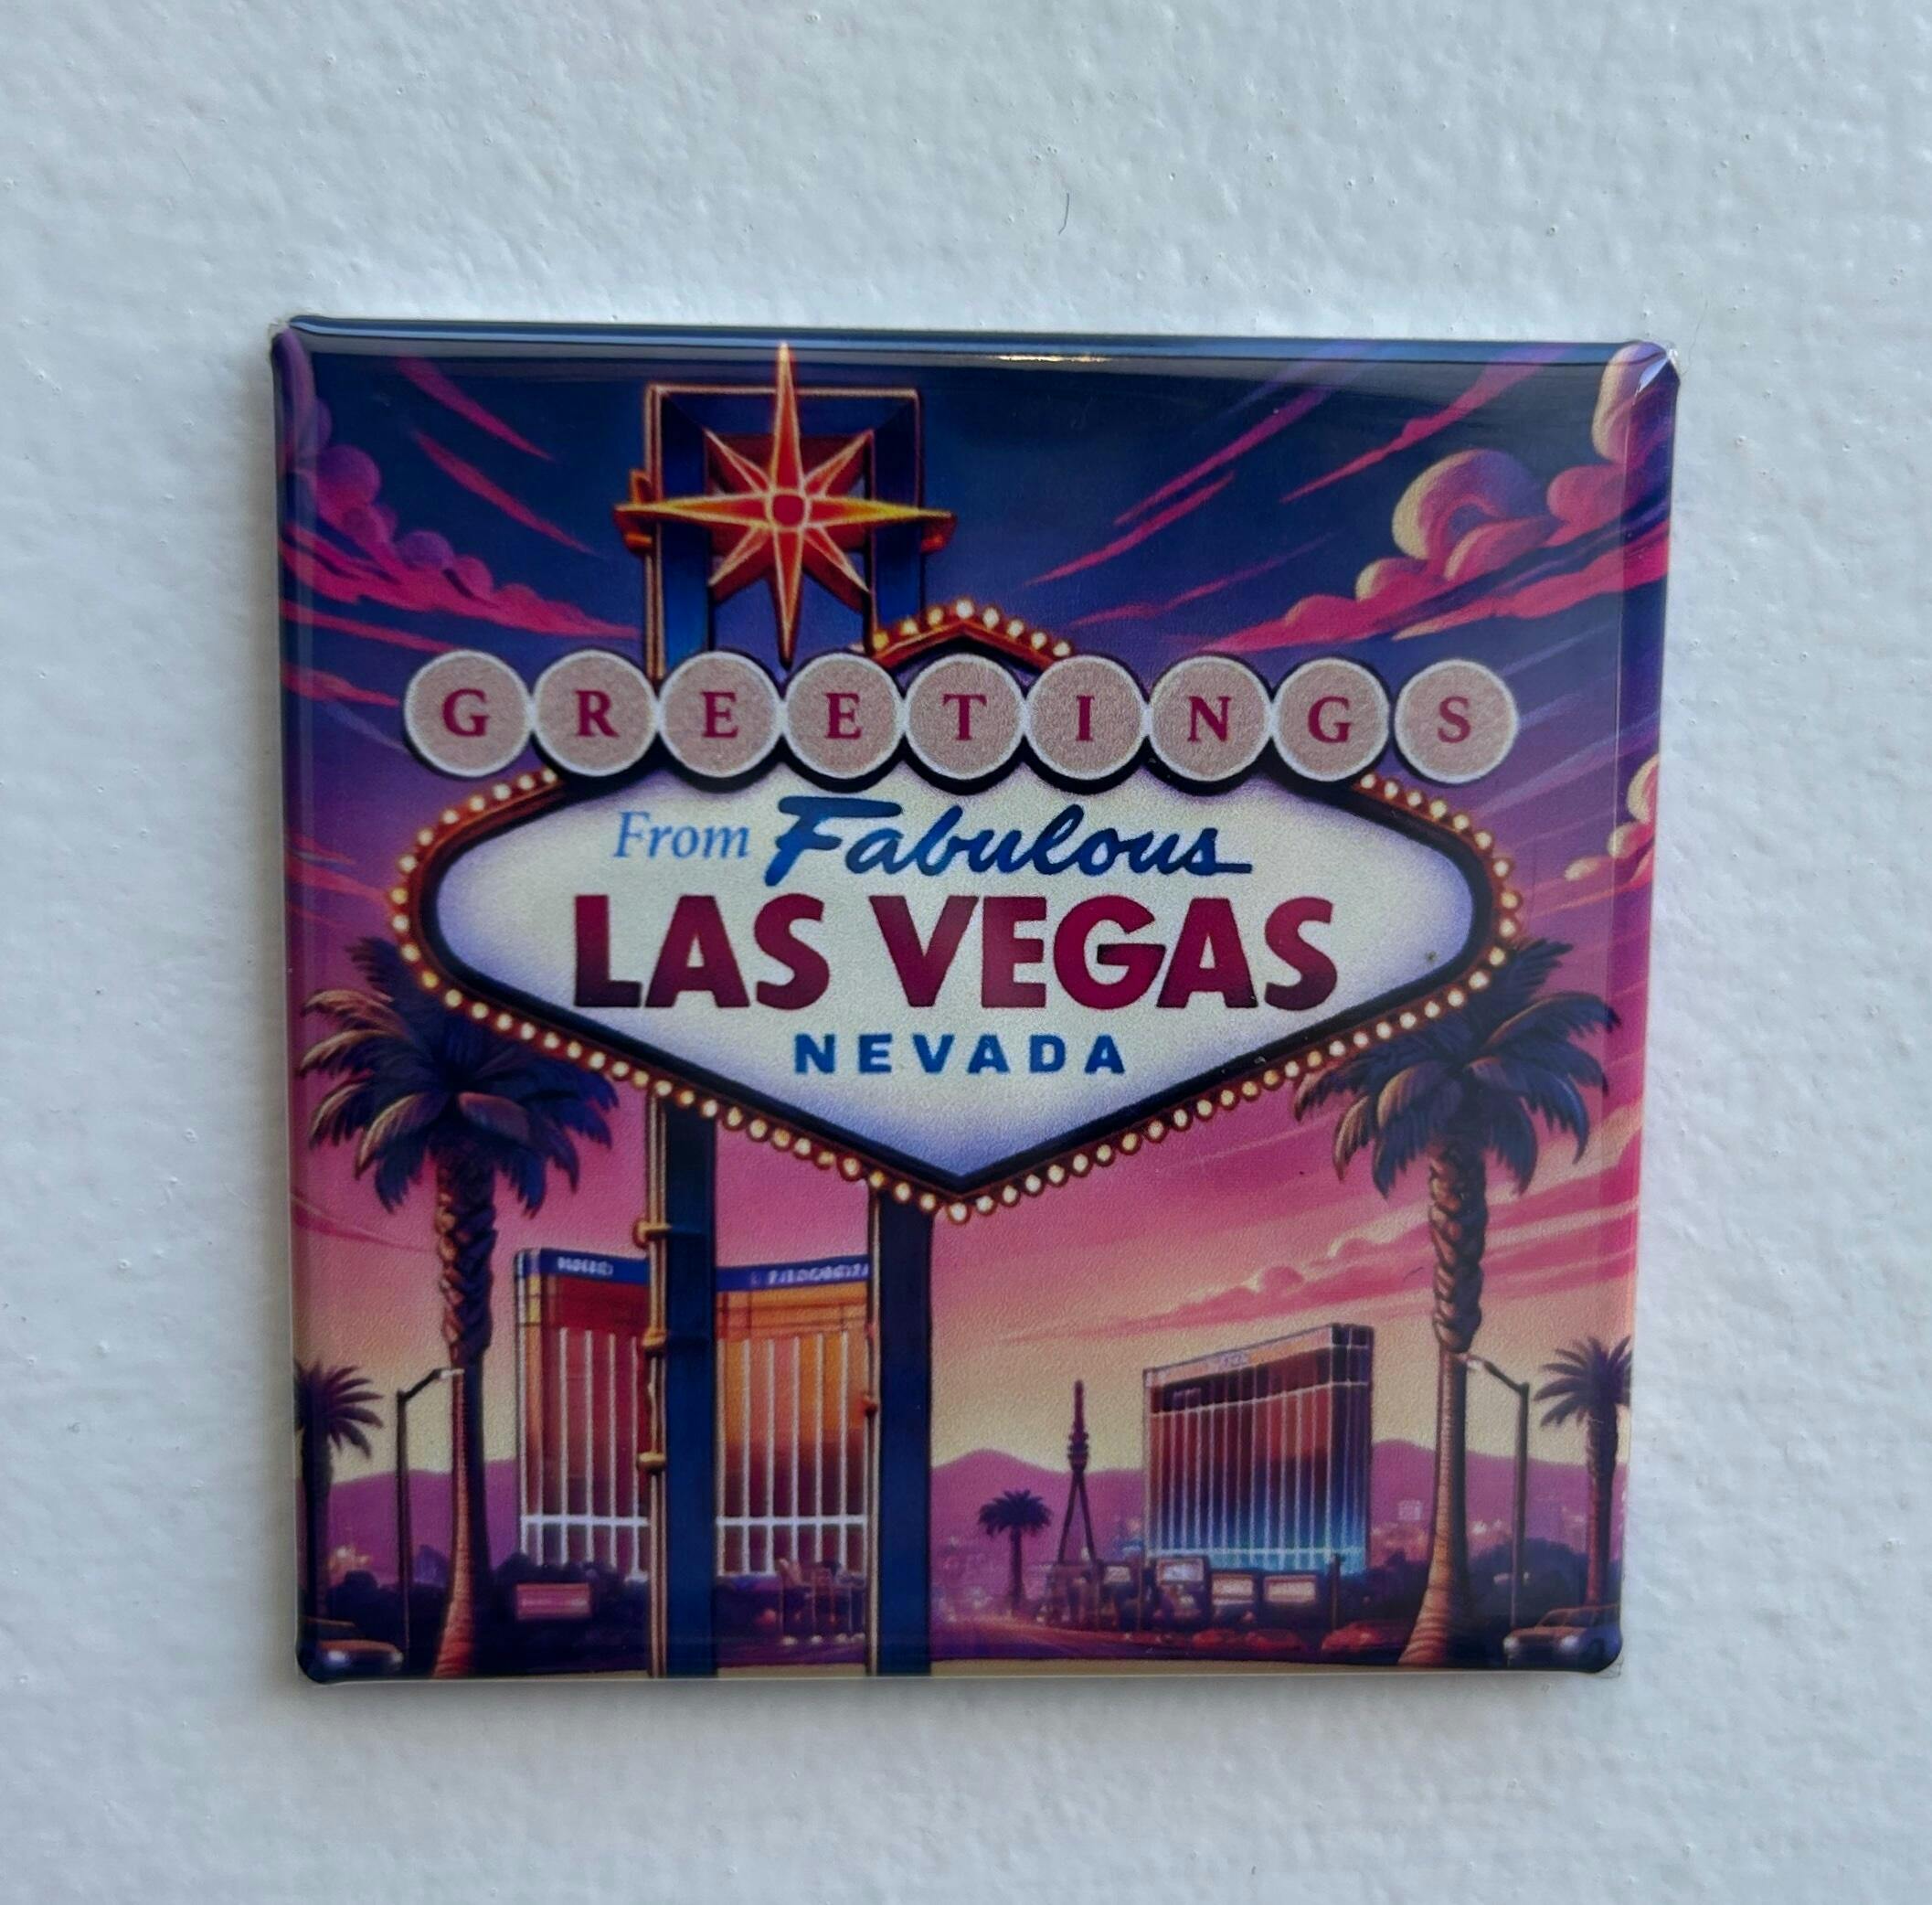 GREETINGS
From Fabulous
LAS VEGAS
NEVADA